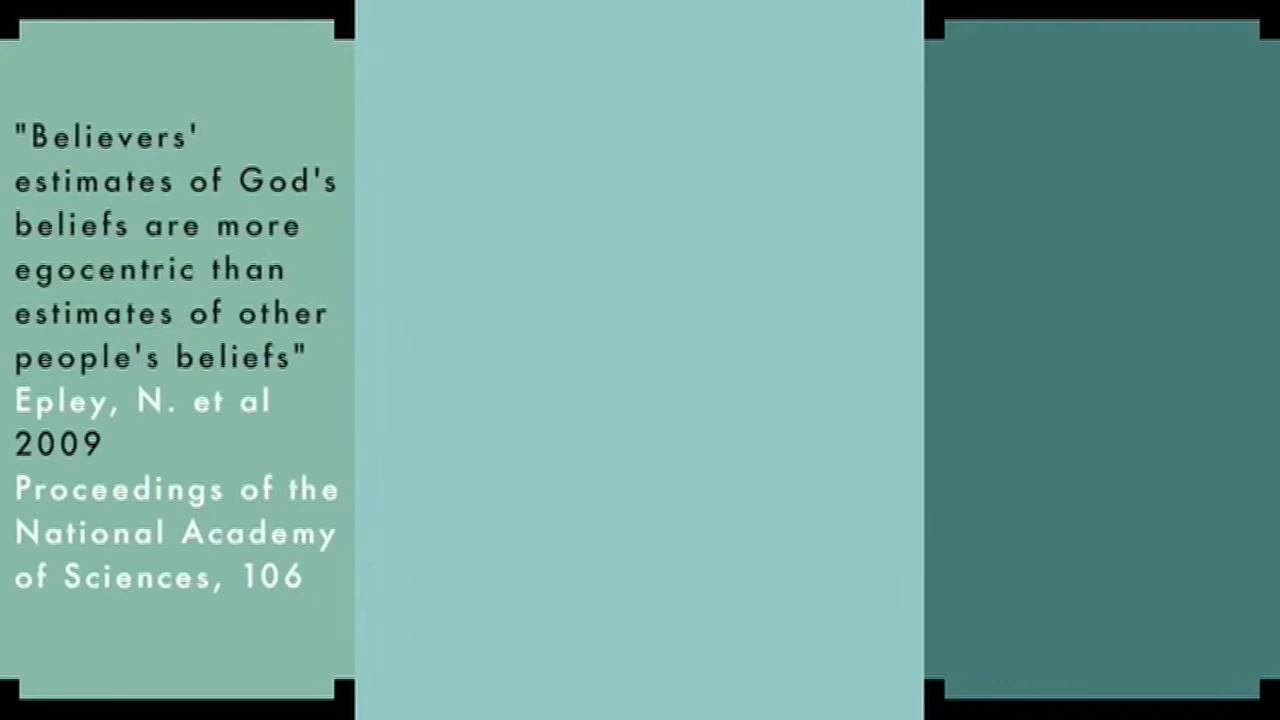 "Believers'
estimates of God's
beliefs are more
egocentric than
estimates of other
people's beliefs"
Epley, N. et al
2009
Proceedings of the
National Academy
of Sciences, 106